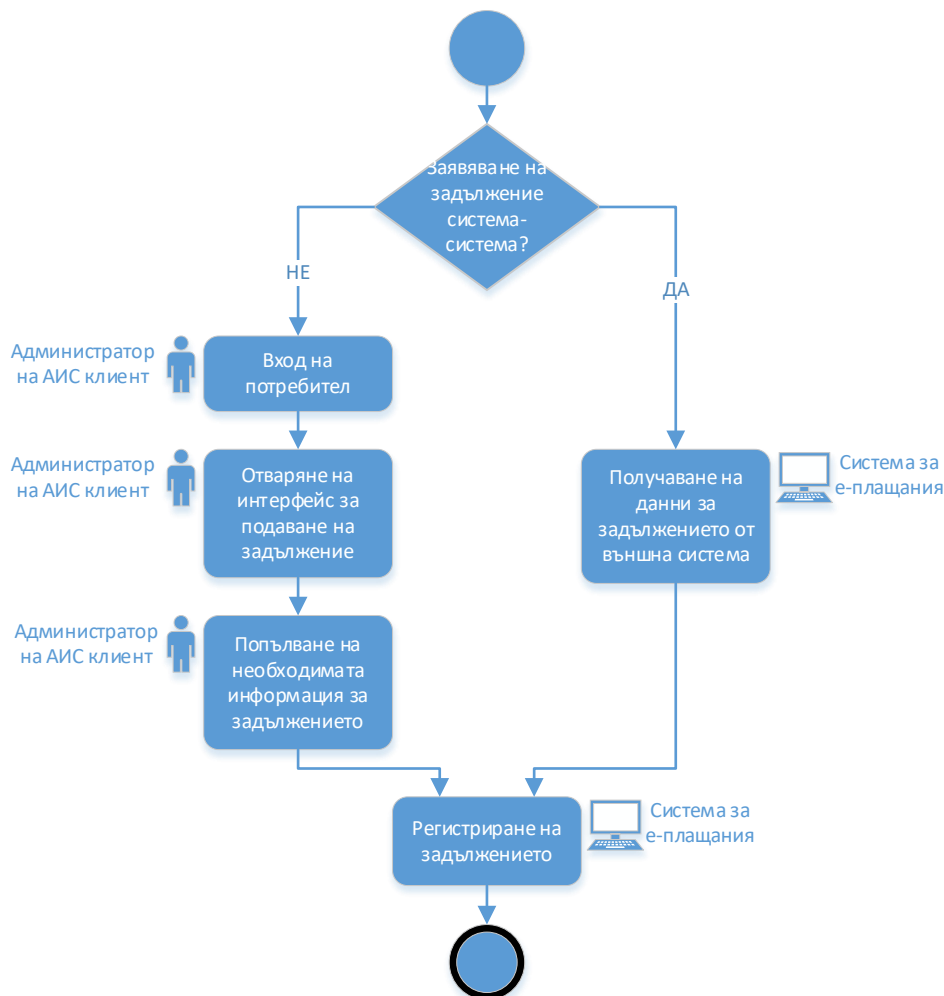 Заявяване на
задължение
система-
система?
НЕ
ДА
Администратор
на АИС клиент
Вход на
потребител
Администратор
на АИС клиент
Отваряне на
интерфейс за
подаване на
задължение
Получаване на
данни за
задължението от
външна система
Система за
е-плащания
Администратор
на АИС клиент
Попълване на
необходимата
информация за
задължението
Регистриране на
задължението
Система за
е-плащания